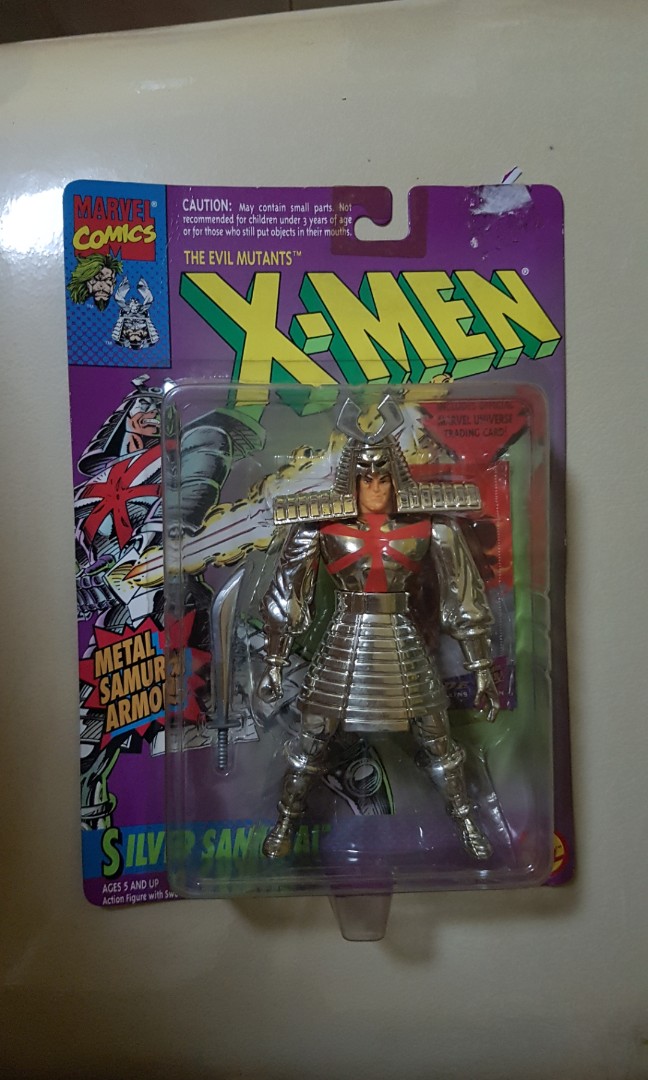 MARVEL®
COMICS
CAUTION: May contain small parts. Not
recommended for children under 3 years of age
or for those who still put objects in their mouths.
THE EVIL MUTANTS™
X-MEN®
MARVEL UNIVERSE
TRADING CARD
METAL
SAMUR
ARMO
SILVER SAMURAI
AGES 5 AND UP
Action Figure with